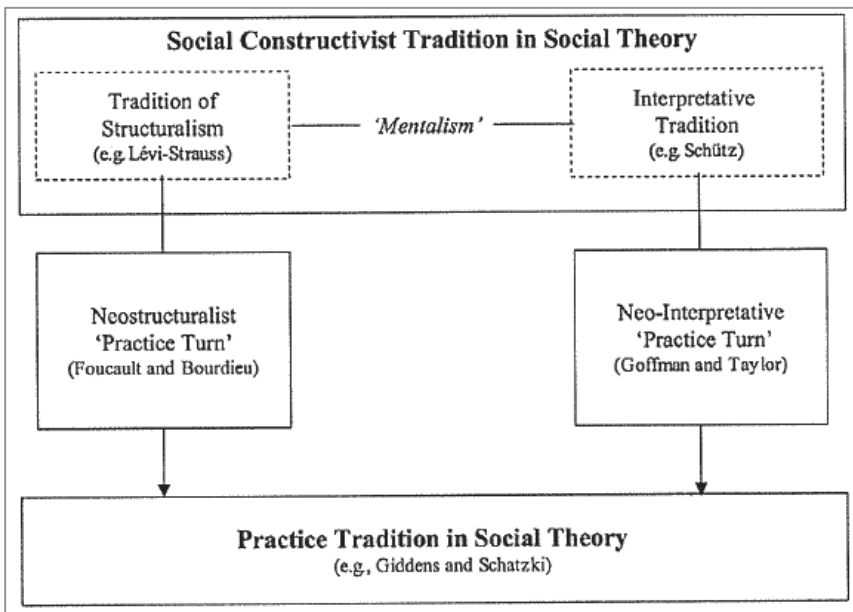 Social Constructivist Tradition in Social Theory
Tradition of
Structuralism
(e.g. Lévi-Strauss)
‘Mentalism’
Interpretative
Tradition
(e.g. Schütz)
Neostructuralist
‘Practice Turn’
(Foucault and Bourdieu)
Neo-Interpretative
‘Practice Turn’
(Goffman and Taylor)
Practice Tradition in Social Theory
(e.g., Giddens and Schatzki)